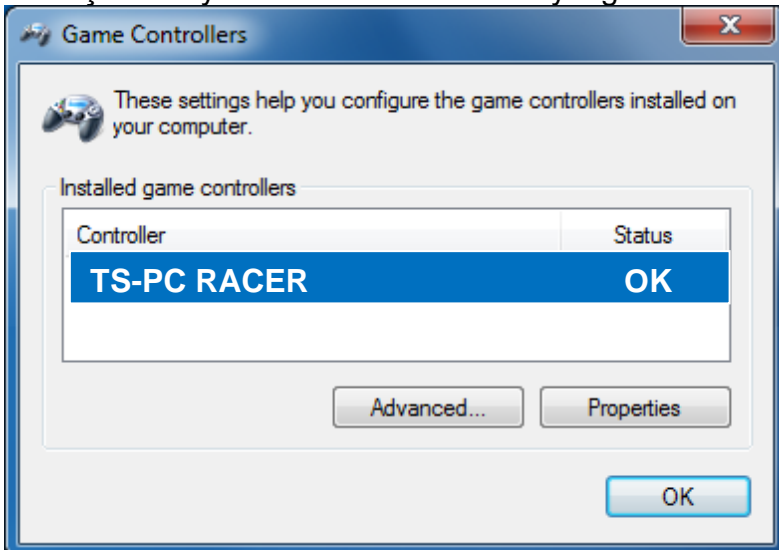 Game Controllers
These settings help you configure the game controllers installed on
your computer.
Installed game controllers
Controller Status
TS-PC RACER OK
Advanced... Properties
OK